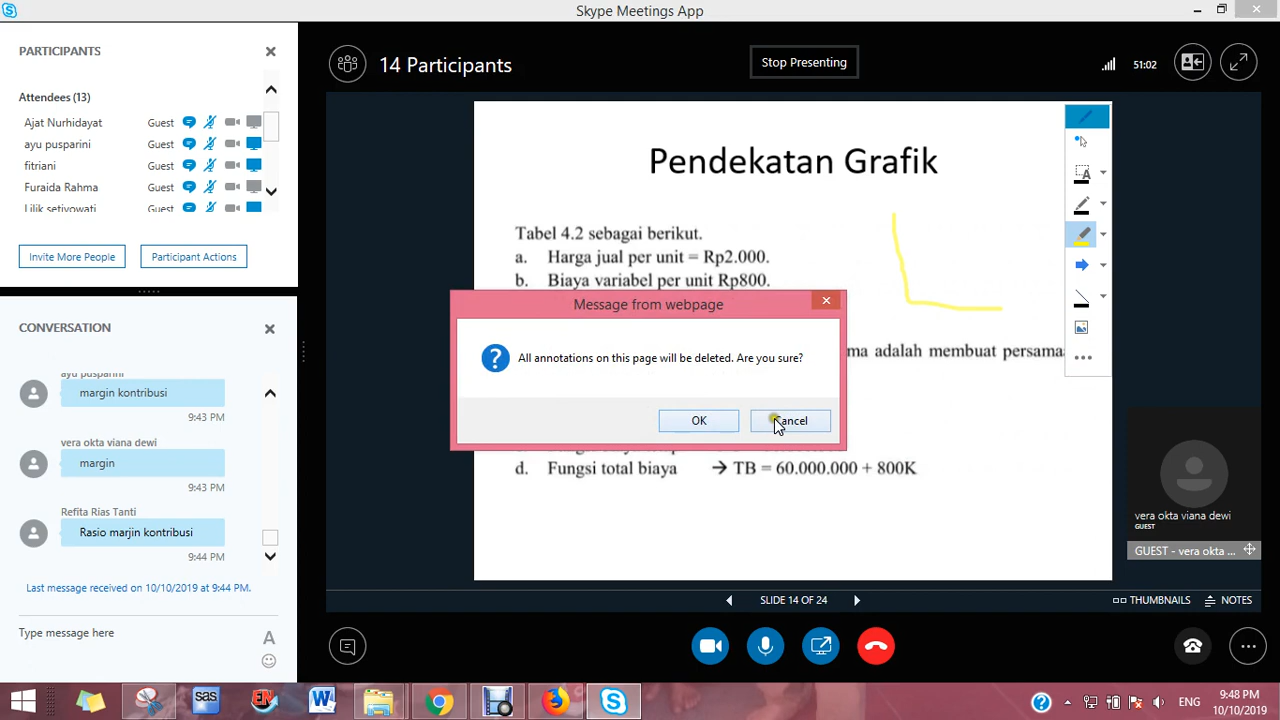 Skype Meetings App
PARTICIPANTS
Attendees (13)
Ajat Nurhidayat Guest
ayu pusparini Guest
fitriani Guest
Furaida Rahma Guest
Lilik setiyowati Guest
Invite More People
Participant Actions
CONVERSATION
ayu pusparini
margin kontribusi
9:43 PM
vera okta viana dewi
margin
9:43 PM
Refita Rias Tanti
Rasio marjin kontribusi
9:44 PM
Last message received on 10/10/2019 at 9:44 PM.
Type message here
A
14 Participants
Stop Presenting
51:02
Pendekatan Grafik
Tabel 4.2 sebagai berikut.
a. Harga jual per unit = Rp2.000.
b. Biaya variabel per unit Rp800.
ma adalah membuat persama
d. Fungsi total biaya → TB = 60.000.000 + 800K
Message from webpage
All annotations on this page will be deleted. Are you sure?
OK
Cancel
vera okta viana dewi
GUEST
GUEST - vera okta ...
SLIDE 14 OF 24
THUMBNAILS
NOTES
sas
EN
W
ENG
9:48 PM
10/10/2019